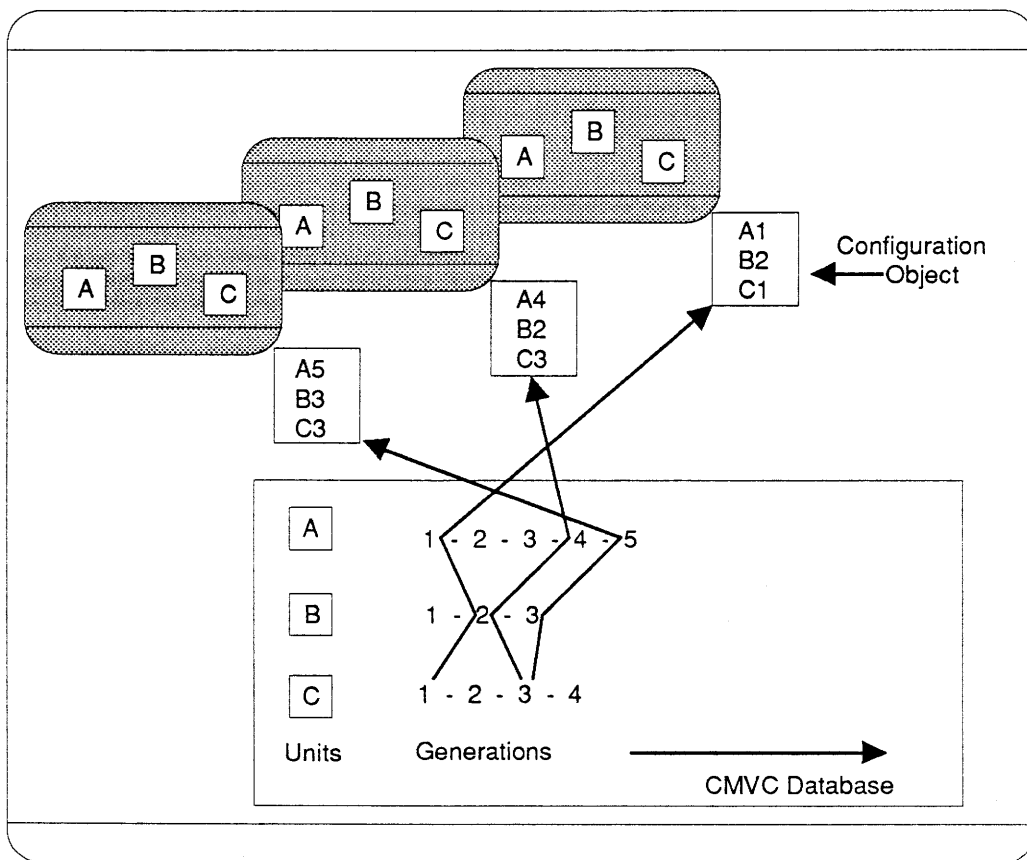 A
B
C
A
B
C
A
B
C
A1
B2
C1
Configuration
Object
A4
B2
C3
A5
B3
C3
A
1 - 2 - 3 - 4 - 5
B
1 - 2 - 3
C
1 - 2 - 3 - 4
Units
Generations
CMVC Database